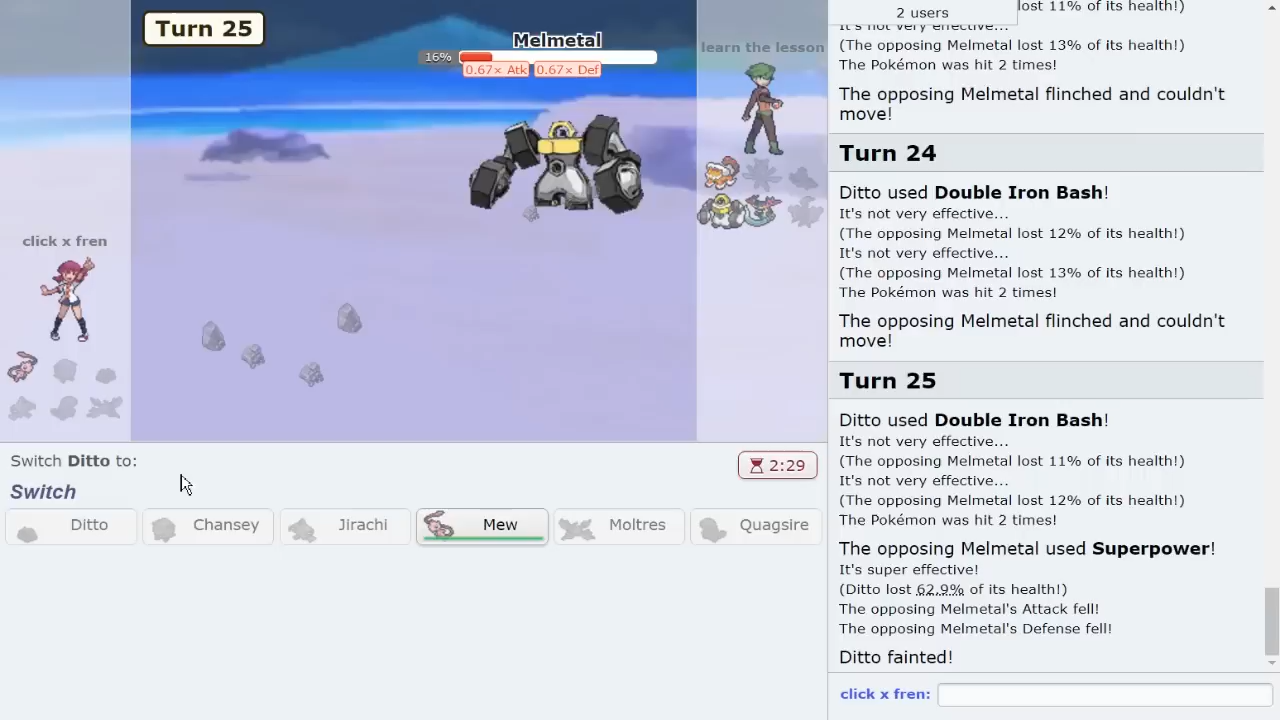 Turn 25
Melmetal
16%
0.67× Atk 0.67× Def
click x fren
learn the lesson
Switch Ditto to:
2:29
Switch
Ditto
Chansey
Jirachi
Mew
Moltres
Quagsire
2 users
lost 11% of its health!)
It's not very effective...
(The opposing Melmetal lost 13% of its health!)
The Pokémon was hit 2 times!
The opposing Melmetal flinched and couldn't
move!
Turn 24
Ditto used Double Iron Bash!
It's not very effective...
(The opposing Melmetal lost 12% of its health!)
It's not very effective...
(The opposing Melmetal lost 13% of its health!)
The Pokémon was hit 2 times!
The opposing Melmetal flinched and couldn't
move!
Turn 25
Ditto used Double Iron Bash!
It's not very effective...
(The opposing Melmetal lost 11% of its health!)
It's not very effective...
(The opposing Melmetal lost 12% of its health!)
The Pokémon was hit 2 times!
The opposing Melmetal used Superpower!
It's super effective!
(Ditto lost 62.9% of its health!)
The opposing Melmetal's Attack fell!
The opposing Melmetal's Defense fell!
Ditto fainted!
click x fren: